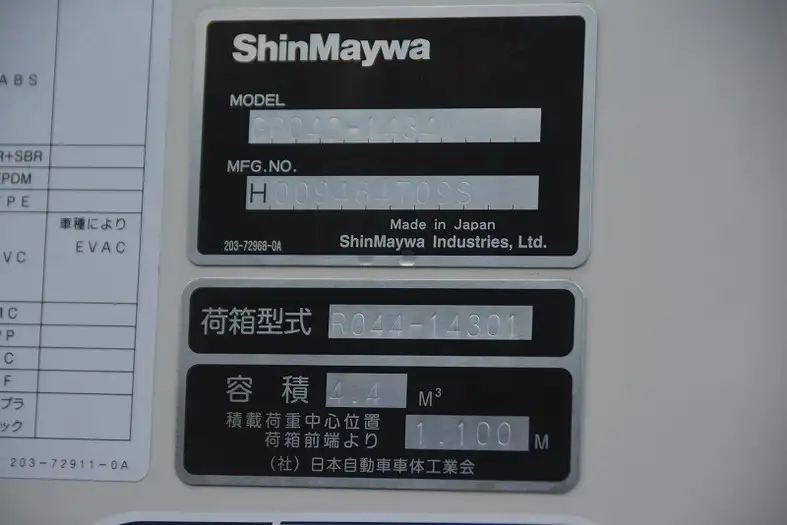 ABS
R+SBR
PDM
PE
車種により
EVAC
VC
IC
PP
C
F
プラ
ック
203-72911-0A
ShinMaywa
MODEL
MFG.NO.
H009464709S
Made in Japan
203-72968-0A
ShinMaywa Industries, Ltd.
荷箱型式 R044-14301
容積 4.4 M³
積載荷重中心位置
荷箱前端より 1.100 M
(社)日本自動車車体工業会